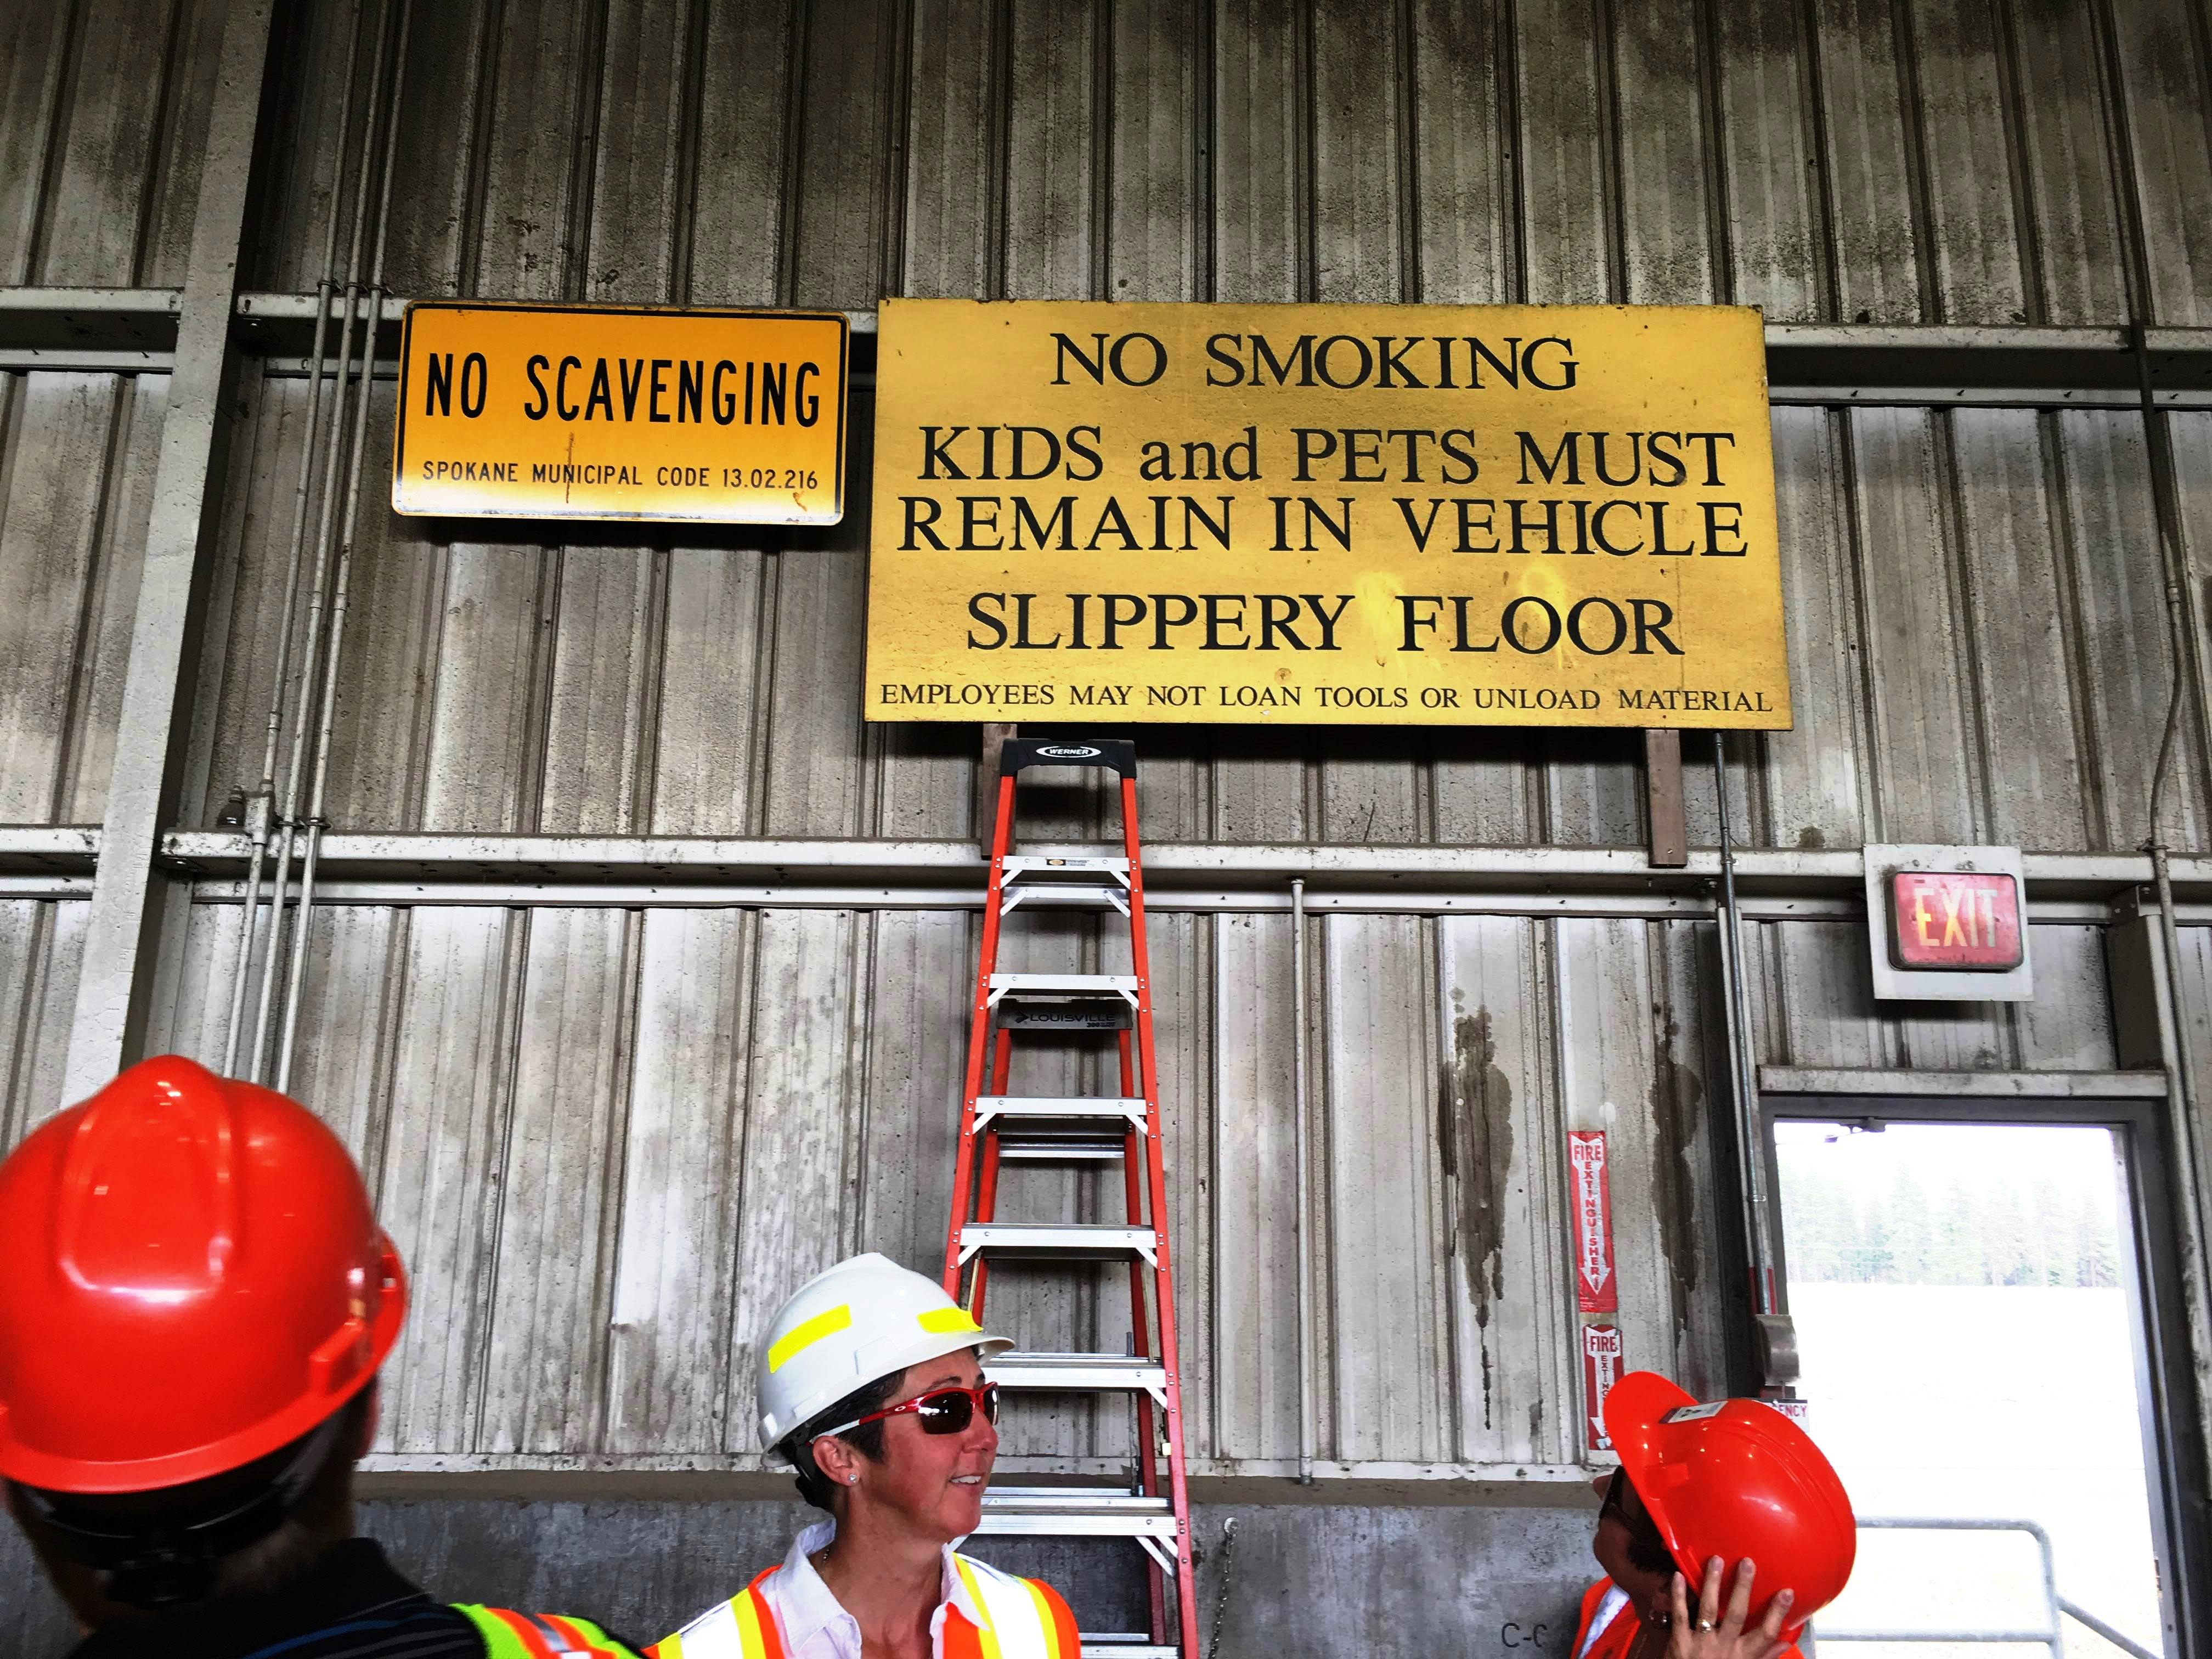 NO SCAVENGING
SPOKANE MUNICIPAL CODE 13.02.216
NO SMOKING
KIDS and PETS MUST
REMAIN IN VEHICLE
SLIPPERY FLOOR
EMPLOYEES MAY NOT LOAN TOOLS OR UNLOAD MATERIAL
WERNER
LOUISVILLE
EXIT
FIRE
EXTINGUISHER
FIRE